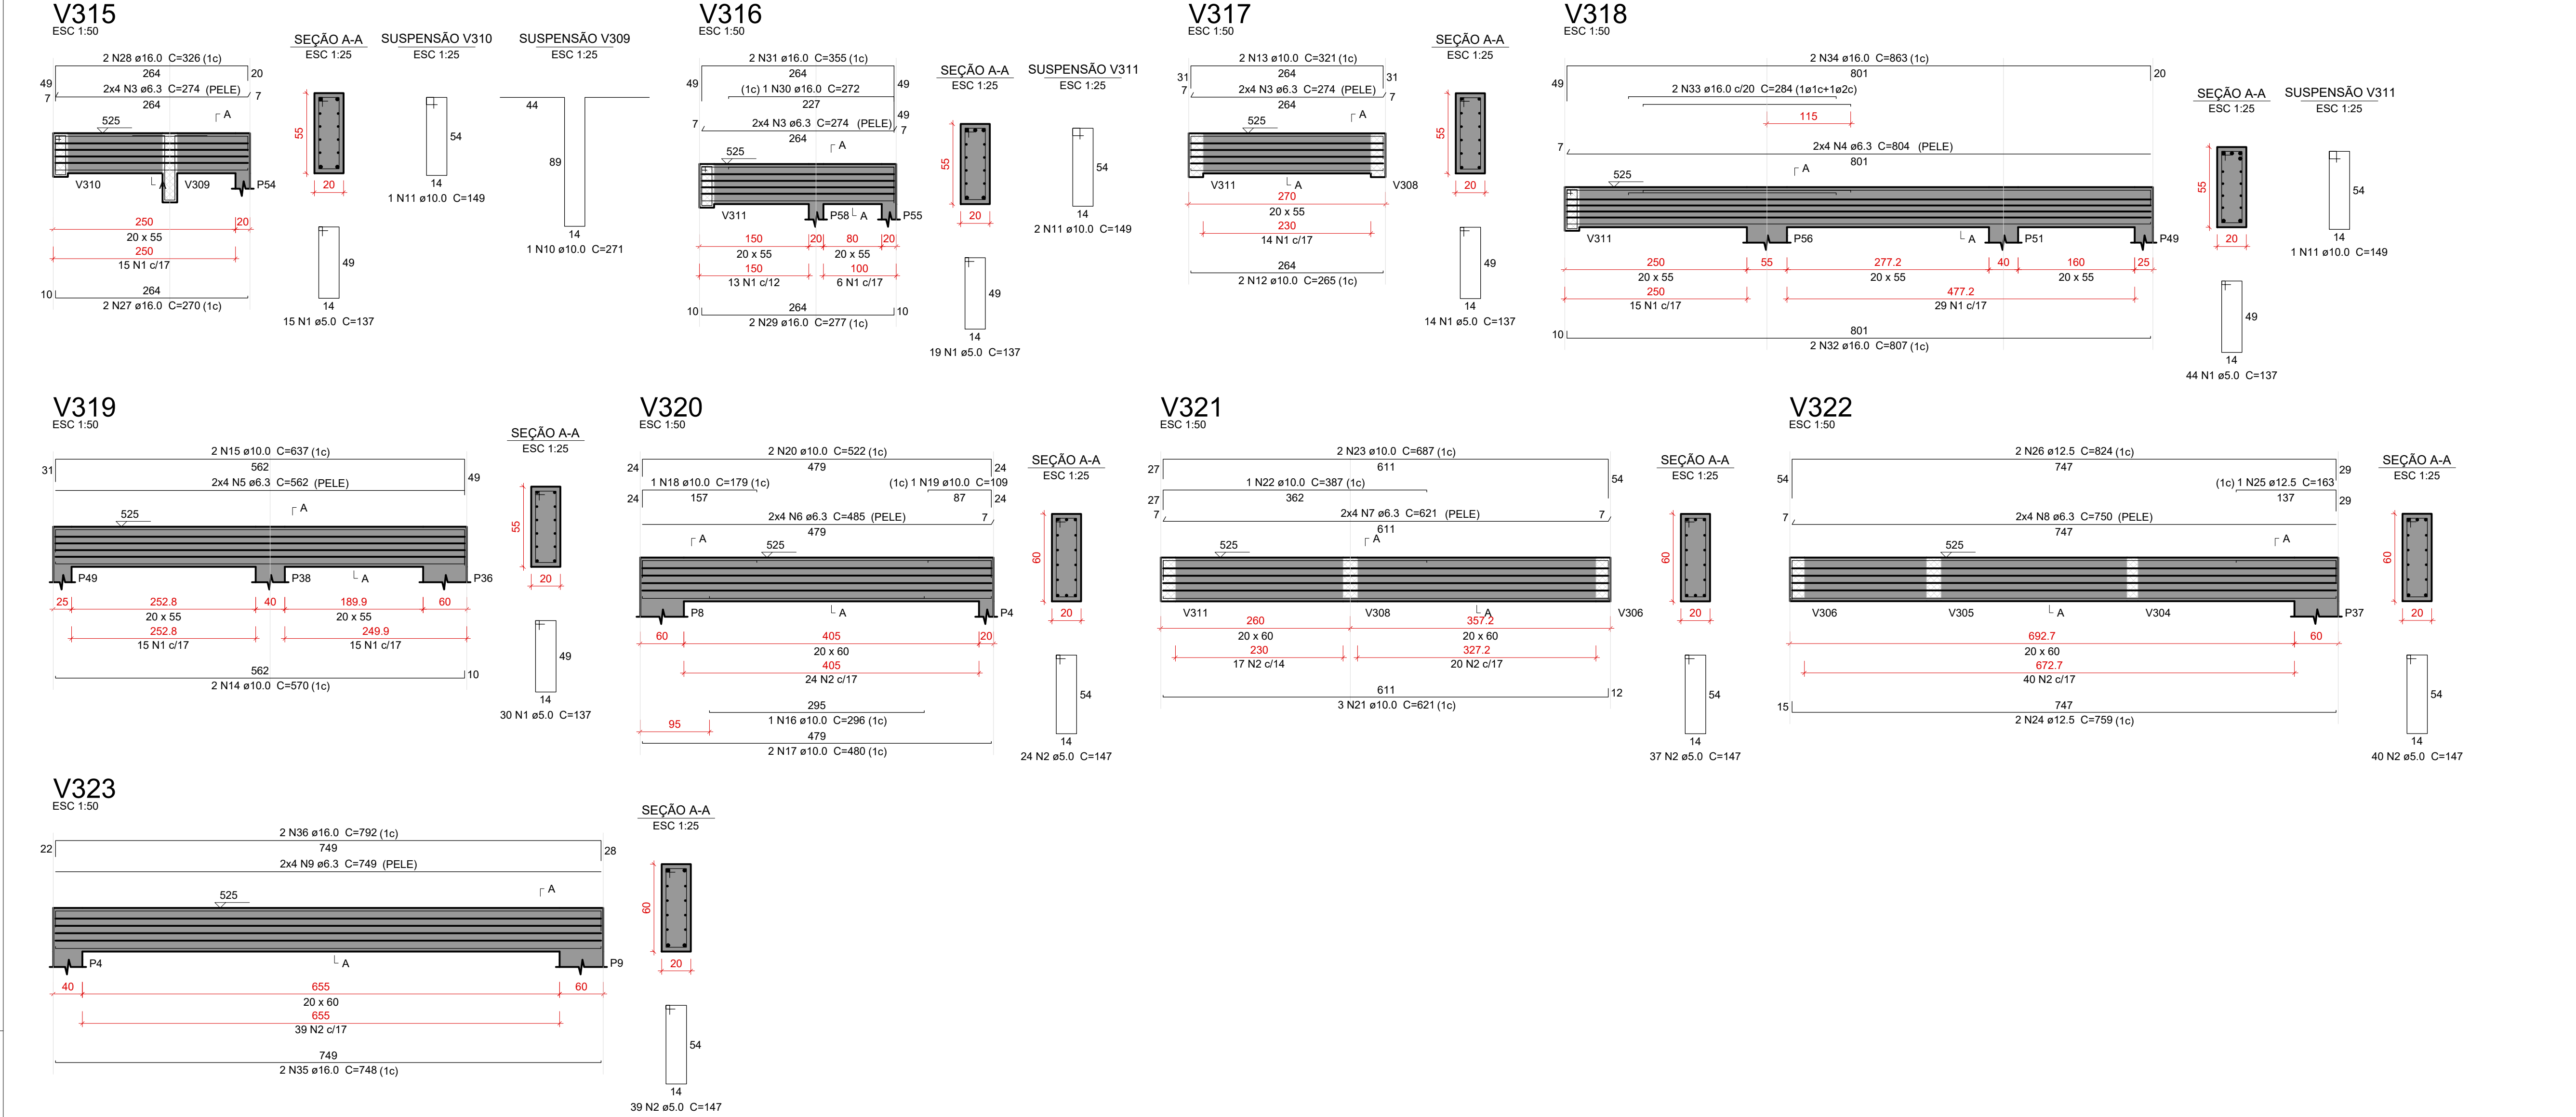 V315
ESC 1:50
2 N28 ø16.0 C=326 (1c)
49
264
20
2x4 N3 ø6.3 C=274 (PELE)
7
264
7
A
525
V310
A
V309
P54
250
20
20 x 55
250
15 N1 c/17
10
264
2 N27 ø16.0 C=270 (1c)
SEÇÃO A-A
ESC 1:25
55
20
49
14
15 N1 ø5.0 C=137
SUSPENSÃO V310
ESC 1:25
54
14
1 N11 ø10.0 C=149
SUSPENSÃO V309
ESC 1:25
44
89
14
1 N10 ø10.0 C=271
V316
ESC 1:50
2 N31 ø16.0 C=355 (1c)
49
264
49
(1c) 1 N30 ø16.0 C=272
227
49
2x4 N3 ø6.3 C=274 (PELE)
7
264
7
A
525
V311
P58
A
P55
150
20
80
20
20 x 55
20 x 55
150
100
13 N1 c/12
6 N1 c/17
10
10
2 N29 ø16.0 C=277 (1c)
SEÇÃO A-A
ESC 1:25
55
20
49
14
19 N1 ø5.0 C=137
SUSPENSÃO V311
ESC 1:25
54
14
2 N11 ø10.0 C=149
V317
ESC 1:50
2 N13 ø10.0 C=321 (1c)
31
264
31
2x4 N3 ø6.3 C=274 (PELE)
7
264
7
A
525
V311
A
V308
270
20 x 55
230
14 N1 c/17
264
2 N12 ø10.0 C=265 (1c)
SEÇÃO A-A
ESC 1:25
55
20
49
14
14 N1 ø5.0 C=137
V318
ESC 1:50
2 N34 ø16.0 C=863 (1c)
49
801
20
2 N33 ø16.0 c/20 C=284 (1ø1c+1ø2c)
115
2x4 N4 ø6.3 C=804 (PELE)
7
801
A
525
V311
P56
A
P51
P49
250
55
277.2
40
160
25
20 x 55
20 x 55
20 x 55
250
477.2
15 N1 c/17
29 N1 c/17
10
801
2 N32 ø16.0 C=807 (1c)
SEÇÃO A-A
ESC 1:25
55
20
49
14
44 N1 ø5.0 C=137
SUSPENSÃO V311
ESC 1:25
54
14
1 N11 ø10.0 C=149
V319
ESC 1:50
2 N15 ø10.0 C=637 (1c)
31
562
49
2x4 N5 ø6.3 C=562 (PELE)
A
525
P49
P38
A
P36
25
252.8
40
189.9
60
20 x 55
20 x 55
252.8
249.9
15 N1 c/17
15 N1 c/17
562
10
2 N14 ø10.0 C=570 (1c)
SEÇÃO A-A
ESC 1:25
55
20
49
14
30 N1 ø5.0 C=137
V320
ESC 1:50
2 N20 ø10.0 C=522 (1c)
24
479
24
1 N18 ø10.0 C=179 (1c)
(1c) 1 N19 ø10.0 C=109
24
157
87
24
2x4 N6 ø6.3 C=485 (PELE)
7
479
A
525
P8
A
P4
60
405
20
20 x 60
405
24 N2 c/17
295
95
1 N16 ø10.0 C=296 (1c)
479
2 N17 ø10.0 C=480 (1c)
SEÇÃO A-A
ESC 1:25
60
20
54
14
24 N2 ø5.0 C=147
V321
ESC 1:50
2 N23 ø10.0 C=687 (1c)
27
611
54
1 N22 ø10.0 C=387 (1c)
27
362
2x4 N7 ø6.3 C=621 (PELE)
7
611
7
A
525
V311
V308
A
V306
260
357.2
20 x 60
20 x 60
230
327.2
17 N2 c/14
20 N2 c/17
611
12
3 N21 ø10.0 C=621 (1c)
SEÇÃO A-A
ESC 1:25
60
20
54
14
37 N2 ø5.0 C=147
V322
ESC 1:50
2 N26 ø12.5 C=824 (1c)
54
747
29
(1c) 1 N25 ø12.5 C=163
137
29
2x4 N8 ø6.3 C=750 (PELE)
7
747
A
525
V306
V305
A
V304
P37
692.7
60
20 x 60
672.7
40 N2 c/17
15
747
2 N24 ø12.5 C=759 (1c)
SEÇÃO A-A
ESC 1:25
60
20
54
14
40 N2 ø5.0 C=147
V323
ESC 1:50
2 N36 ø16.0 C=792 (1c)
22
749
28
2x4 N9 ø6.3 C=749 (PELE)
A
525
P4
A
P9
40
655
60
20 x 60
655
39 N2 c/17
749
2 N35 ø16.0 C=748 (1c)
SEÇÃO A-A
ESC 1:25
60
20
54
14
39 N2 ø5.0 C=147